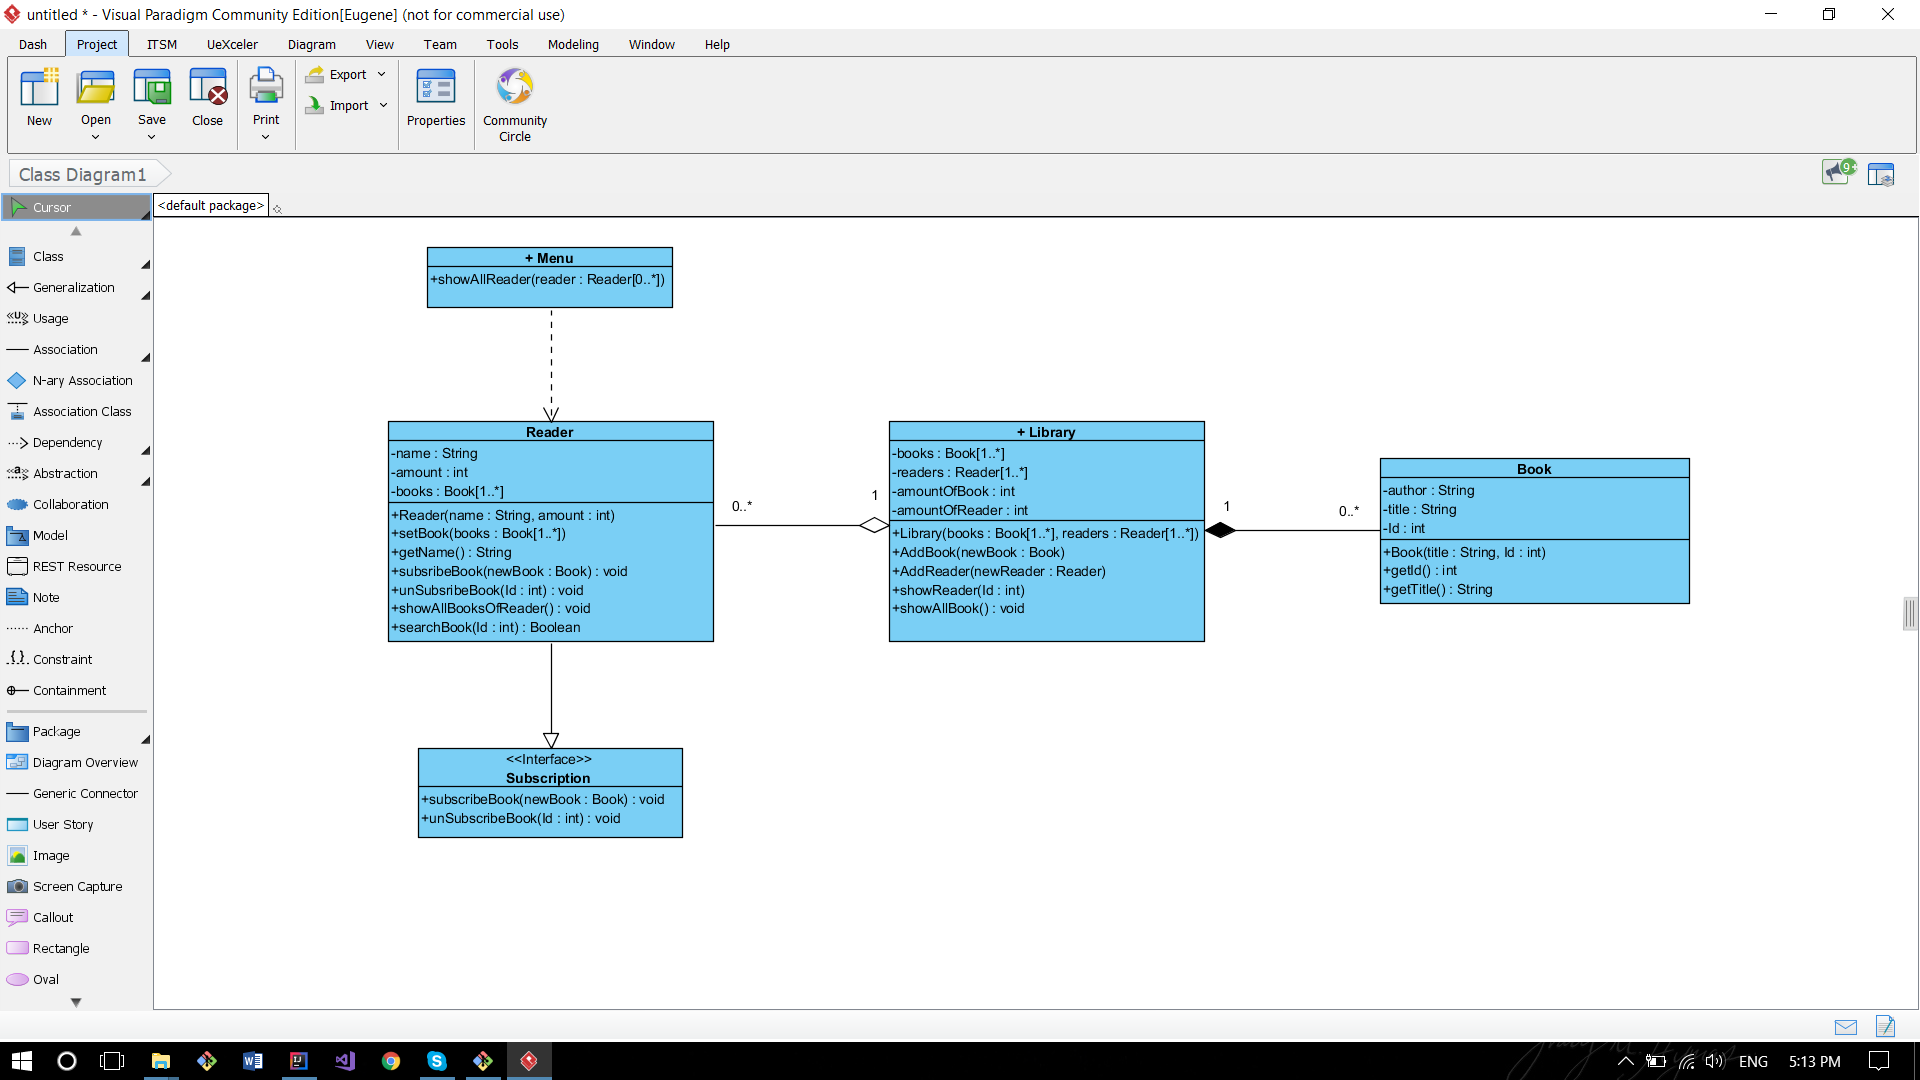 untitled * - Visual Paradigm Community Edition[Eugene] (not for commercial use)
Dash Project ITSM UeXceler Diagram View Team Tools Modeling Window Help
New Open Save Close Print Export Import Properties Community Circle
Class Diagram1
9+
Cursor
<default package>
Class
Generalization
Usage
Association
N-ary Association
Association Class
Dependency
Abstraction
Collaboration
Model
REST Resource
Note
Anchor
Constraint
Containment
Package
Diagram Overview
Generic Connector
User Story
Image
Screen Capture
Callout
Rectangle
Oval
+ Menu
+showAllReader(reader : Reader[0..*])
Reader
-name : String
-amount : int
-books : Book[1..*]
+Reader(name : String, amount : int)
+setBook(books : Book[1..*])
+getName() : String
+subsribeBook(newBook : Book) : void
+unSubsribeBook(Id : int) : void
+showAllBooksOfReader() : void
+searchBook(Id : int) : Boolean
0..*
1
+ Library
-books : Book[1..*]
-readers : Reader[1..*]
-amountOfBook : int
-amountOfReader : int
+Library(books : Book[1..*], readers : Reader[1..*])
+AddBook(newBook : Book)
+AddReader(newReader : Reader)
+showReader(Id : int)
+showAllBook() : void
1
0..*
Book
-author : String
-title : String
-Id : int
+Book(title : String, Id : int)
+getId() : int
+getTitle() : String
<<Interface>>
Subscription
+subscribeBook(newBook : Book) : void
+unSubscribeBook(Id : int) : void
ENG 5:13 PM